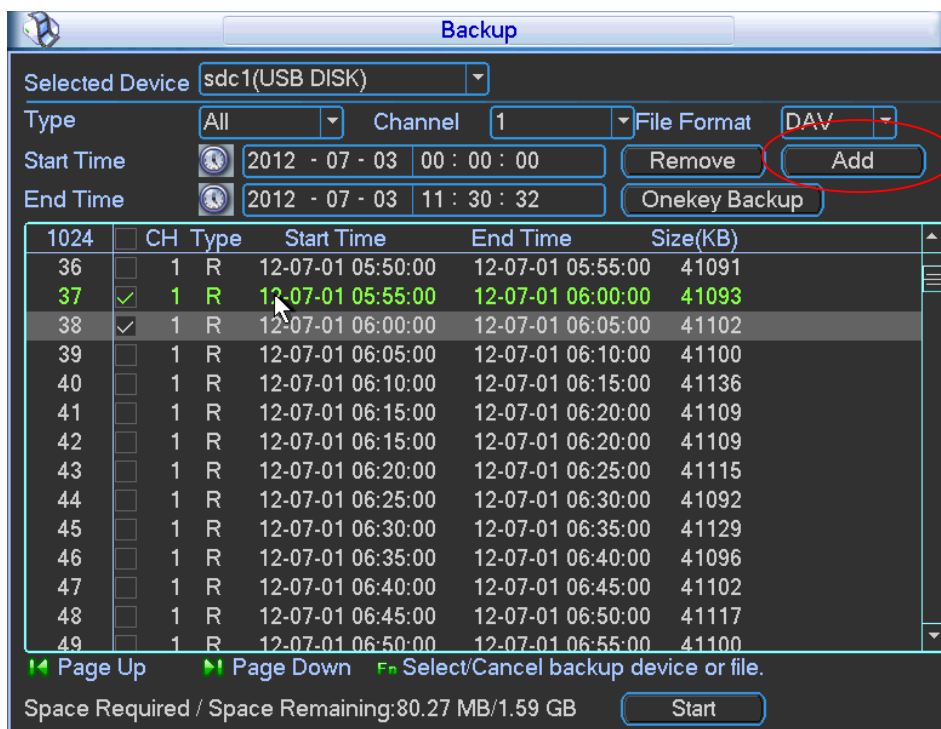 Backup
Selected Device sdc1(USB DISK)
Type All Channel 1 File Format DAV
Start Time 2012 - 07 - 03 00 : 00 : 00 Remove Add
End Time 2012 - 07 - 03 11 : 30 : 32 Onekey Backup
1024 CH Type Start Time End Time Size(KB)
36 1 R 12-07-01 05:50:00 12-07-01 05:55:00 41091
37 1 R 12-07-01 05:55:00 12-07-01 06:00:00 41093
38 1 R 12-07-01 06:00:00 12-07-01 06:05:00 41102
39 1 R 12-07-01 06:05:00 12-07-01 06:10:00 41100
40 1 R 12-07-01 06:10:00 12-07-01 06:15:00 41136
41 1 R 12-07-01 06:15:00 12-07-01 06:20:00 41109
42 1 R 12-07-01 06:15:00 12-07-01 06:20:00 41109
43 1 R 12-07-01 06:20:00 12-07-01 06:25:00 41115
44 1 R 12-07-01 06:25:00 12-07-01 06:30:00 41092
45 1 R 12-07-01 06:30:00 12-07-01 06:35:00 41129
46 1 R 12-07-01 06:35:00 12-07-01 06:40:00 41096
47 1 R 12-07-01 06:40:00 12-07-01 06:45:00 41102
48 1 R 12-07-01 06:45:00 12-07-01 06:50:00 41117
49 1 R 12-07-01 06:50:00 12-07-01 06:55:00 41100
Page Up Page Down Fn Select/Cancel backup device or file.
Space Required / Space Remaining:80.27 MB/1.59 GB Start